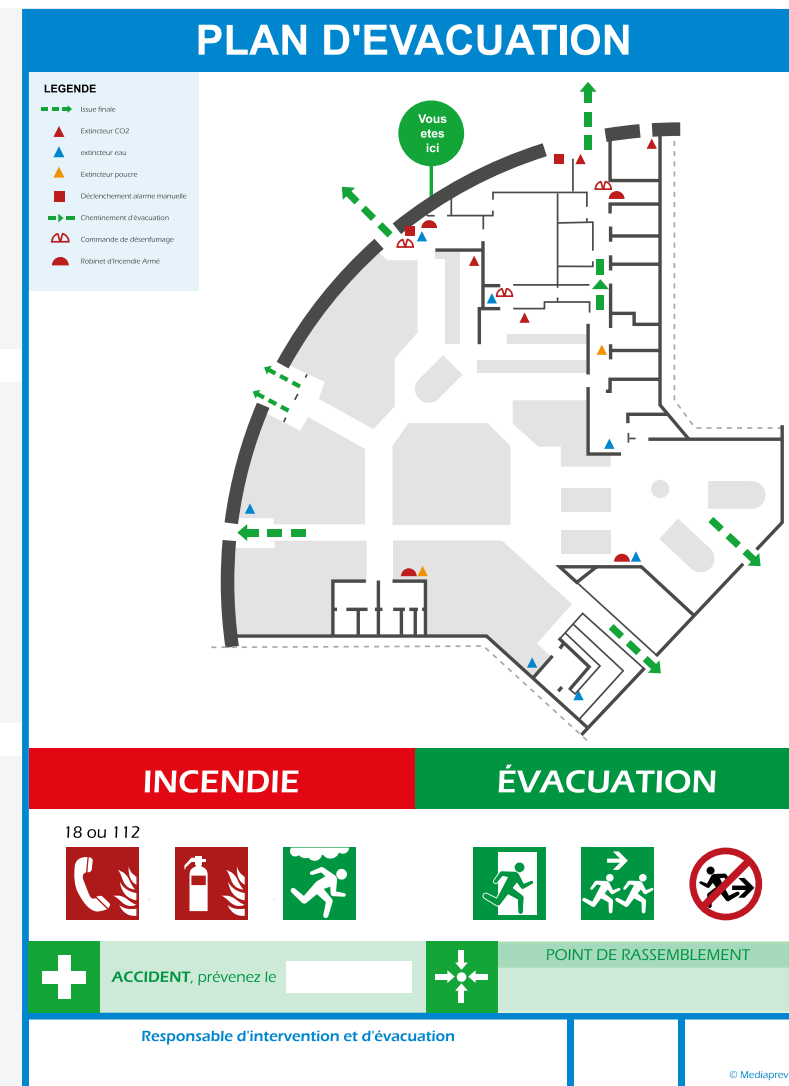 PLAN D'EVACUATION
LEGENDE
Issue finale
Extincteur CO2
extincteur eau
Extincteur poucre
Déclenchement alarme manuelle
Cheminement d'évacuation
Commande de désenfumage
Robinet d'Incendie Armé
Vous
etes
ici
INCENDIE
ÉVACUATION
18 ou 112
ACCIDENT, prévenez le
POINT DE RASSEMBLEMENT
Responsable d'intervention et d'évacuation
© Mediaprev